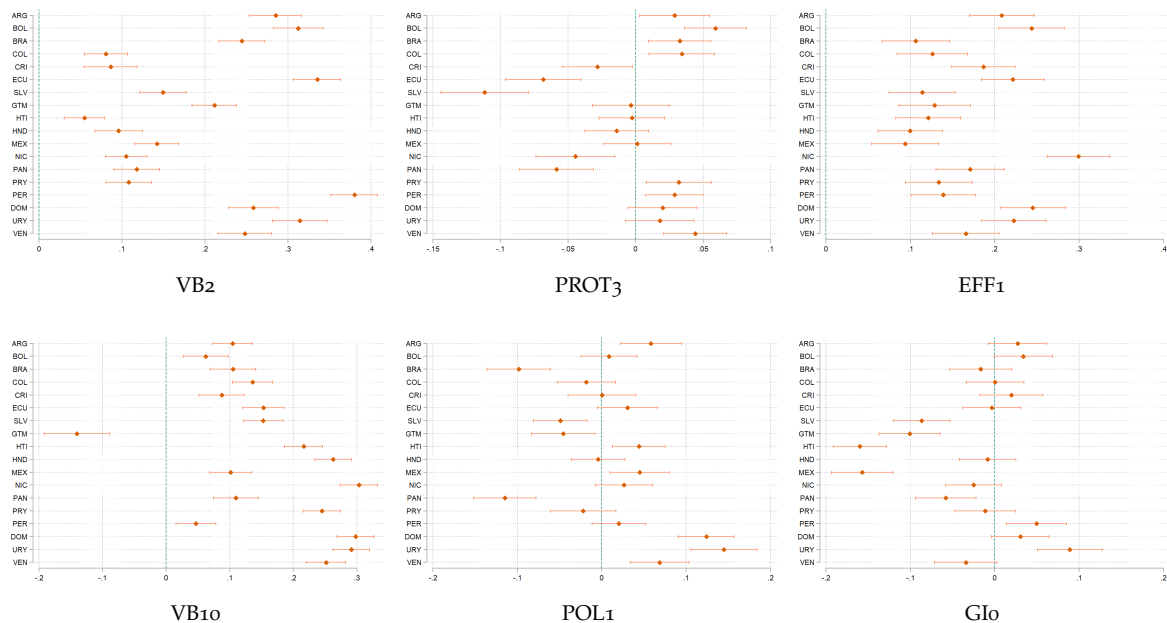 ARG
BOL
BRA
COL
CRI
ECU
SLV
GTM
HTI
HND
MEX
NIC
PAN
PRY
PER
DOM
URY
VEN
0 .1 .2 .3 .4
VB2
ARG
BOL
BRA
COL
CRI
ECU
SLV
GTM
HTI
HND
MEX
NIC
PAN
PRY
PER
DOM
URY
VEN
-.15 -.1 -.05 0 .05 .1
PROT3
ARG
BOL
BRA
COL
CRI
ECU
SLV
GTM
HTI
HND
MEX
NIC
PAN
PRY
PER
DOM
URY
VEN
0 .1 .2 .3 .4
EFF1
ARG
BOL
BRA
COL
CRI
ECU
SLV
GTM
HTI
HND
MEX
NIC
PAN
PRY
PER
DOM
URY
VEN
-.2 -.1 0 .1 .2 .3
VB10
ARG
BOL
BRA
COL
CRI
ECU
SLV
GTM
HTI
HND
MEX
NIC
PAN
PRY
PER
DOM
URY
VEN
-.2 -.1 0 .1 .2
POL1
ARG
BOL
BRA
COL
CRI
ECU
SLV
GTM
HTI
HND
MEX
NIC
PAN
PRY
PER
DOM
URY
VEN
-.2 -.1 0 .1 .2
GI0